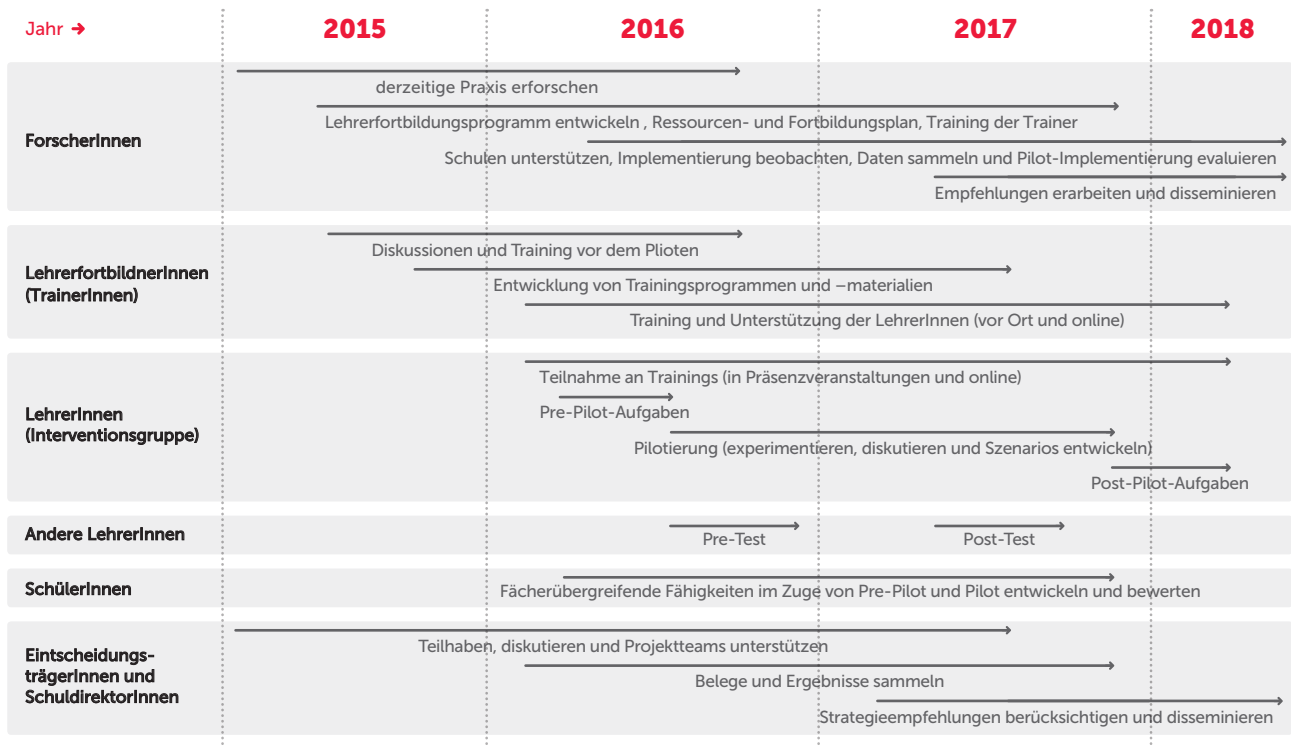 Jahr → 2015 2016 2017 2018
ForscherInnen
derzeitige Praxis erforschen
Lehrerfortbildungsprogramm entwickeln , Ressourcen- und Fortbildungsplan, Training der Trainer
Schulen unterstützen, Implementierung beobachten, Daten sammeln und Pilot-Implementierung evaluieren
Empfehlungen erarbeiten und disseminieren
LehrerfortbildnerInnen
(TrainerInnen)
Diskussionen und Training vor dem Plioten
Entwicklung von Trainingsprogrammen und –materialien
Training und Unterstützung der LehrerInnen (vor Ort und online)
LehrerInnen
(Interventionsgruppe)
Teilnahme an Trainings (in Präsenzveranstaltungen und online)
Pre-Pilot-Aufgaben
Pilotierung (experimentieren, diskutieren und Szenarios entwickeln)
Post-Pilot-Aufgaben
Andere LehrerInnen
Pre-Test
Post-Test
SchülerInnen
Fächerübergreifende Fähigkeiten im Zuge von Pre-Pilot und Pilot entwickeln und bewerten
Eintscheidungs-
trägerInnen und
SchuldirektorInnen
Teilhaben, diskutieren und Projektteams unterstützen
Belege und Ergebnisse sammeln
Strategieempfehlungen berücksichtigen und disseminieren